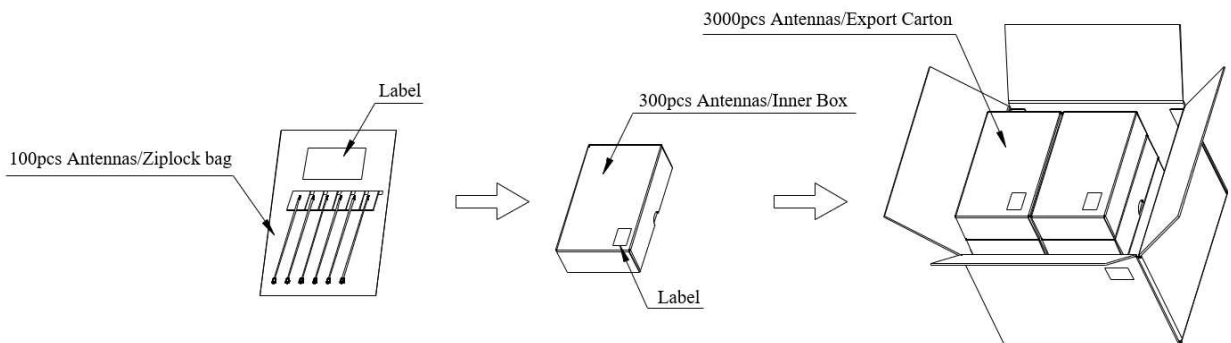 3000pcs Antennas/Export Carton
Label
300pcs Antennas/Inner Box
100pcs Antennas/Ziplock bag
Label